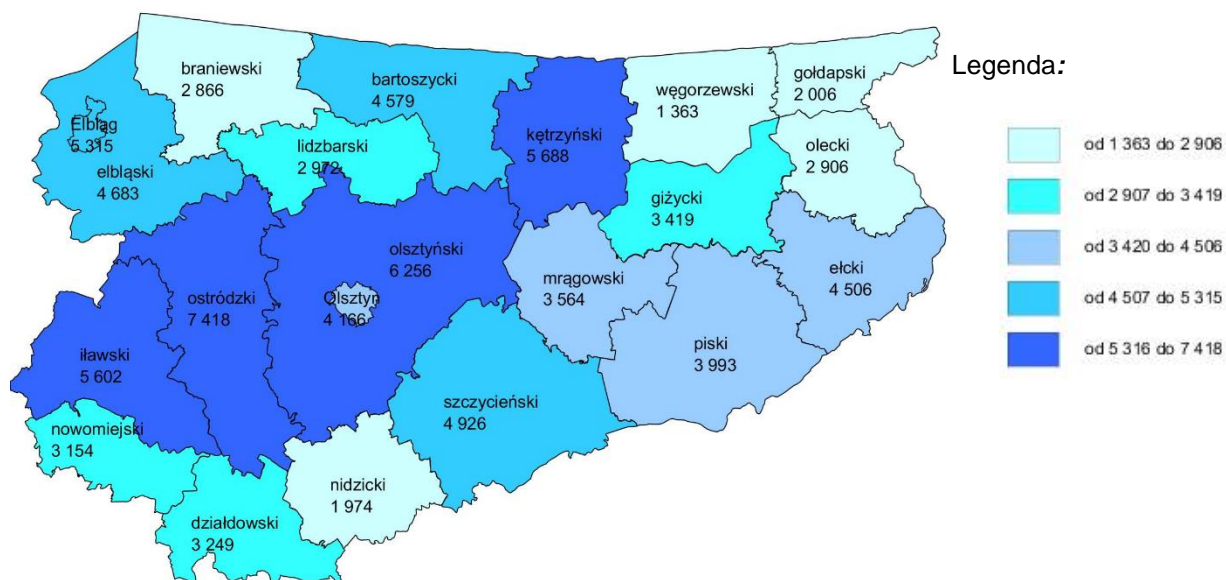 braniewski
2 866
bartoszycki
4 579
węgorzewski
1 363
gołdapski
2 006
Legenda:
Elbląg
5 315
lidzbarski
2 972
kętrzyński
5 688
olecki
2 906
elbląski
4 683
giżycki
3 419
olsztyński
6 256
mrągowski
3 564
ełcki
4 506
ostródzki
7 418
Olsztyn
4 166
piski
3 993
iławski
5 602
szczycieński
4 926
nowomiejski
3 154
nidzicki
1 974
działdowski
3 249
od 1 363 do 2 906
od 2 907 do 3 419
od 3 420 do 4 506
od 4 507 do 5 315
od 5 316 do 7 418